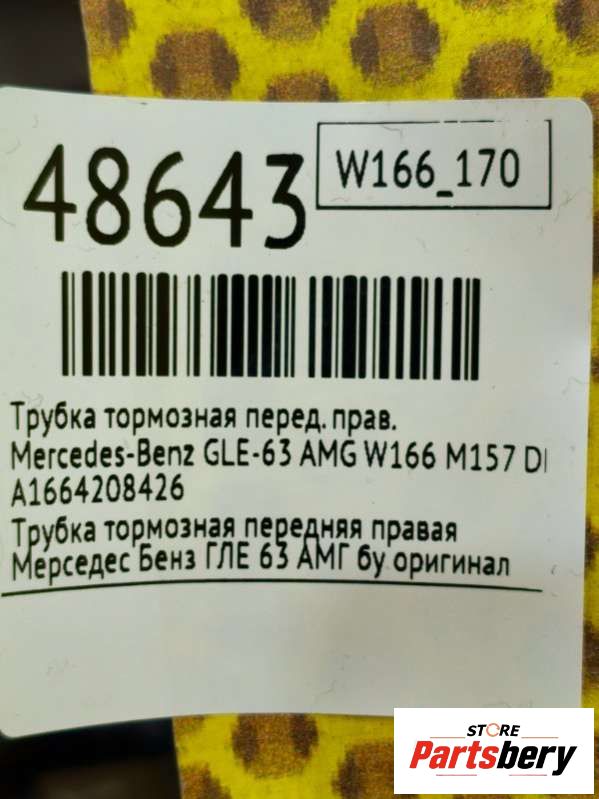 48643
W166_170
Трубка тормозная перед. прав.
Mercedes-Benz GLE-63 AMG W166 M157 
A1664208426
Трубка тормозная передняя правая
Мерседес Бенз ГЛЕ 63 АМГ бу оригинал
STORE
Partsbery